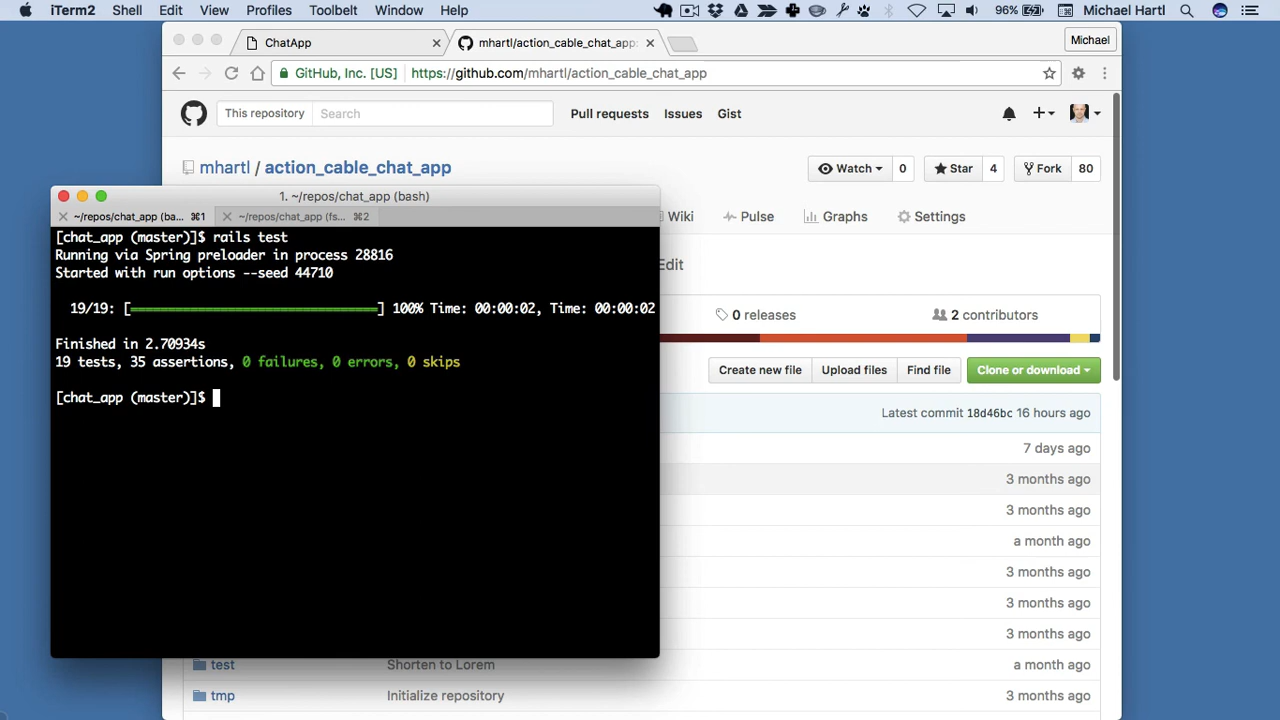 iTerm2 Shell Edit View Profiles Toolbelt Window Help 96% Michael Hartl
ChatApp mhartl/action_cable_chat_app: Michael
GitHub, Inc. [US] https://github.com/mhartl/action_cable_chat_app
This repository Search Pull requests Issues Gist
mhartl / action_cable_chat_app Watch 0 Star 4 Fork 80
1. ~/repos/chat_app (bash)
~/repos/chat_app (ba... ⌘1 ~/repos/chat_app (fs... ⌘2
Wiki Pulse Graphs Settings
[chat_app (master)]$ rails test
Running via Spring preloader in process 28816
Started with run options --seed 44710
Edit
19/19: [=================================] 100% Time: 00:00:02, Time: 00:00:02
0 releases 2 contributors
Finished in 2.70934s
19 tests, 35 assertions, 0 failures, 0 errors, 0 skips
Create new file Upload files Find file Clone or download
[chat_app (master)]$
Latest commit 18d46bc 16 hours ago
7 days ago
3 months ago
3 months ago
a month ago
3 months ago
3 months ago
3 months ago
test Shorten to Lorem a month ago
tmp Initialize repository 3 months ago